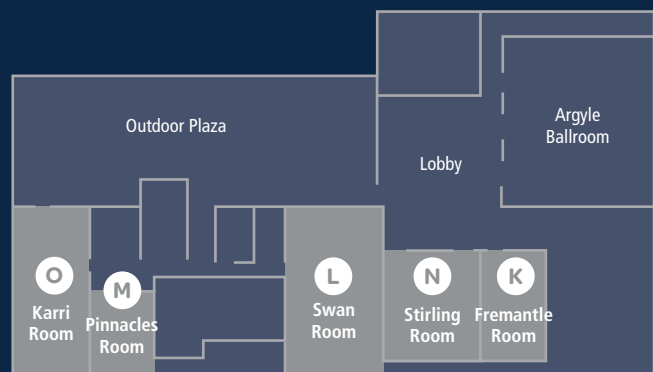 Outdoor Plaza
Argyle
Ballroom
Lobby
O
Karri
Room
M
Pinnacles
Room
L
Swan
Room
N
Stirling
Room
K
Fremantle
Room